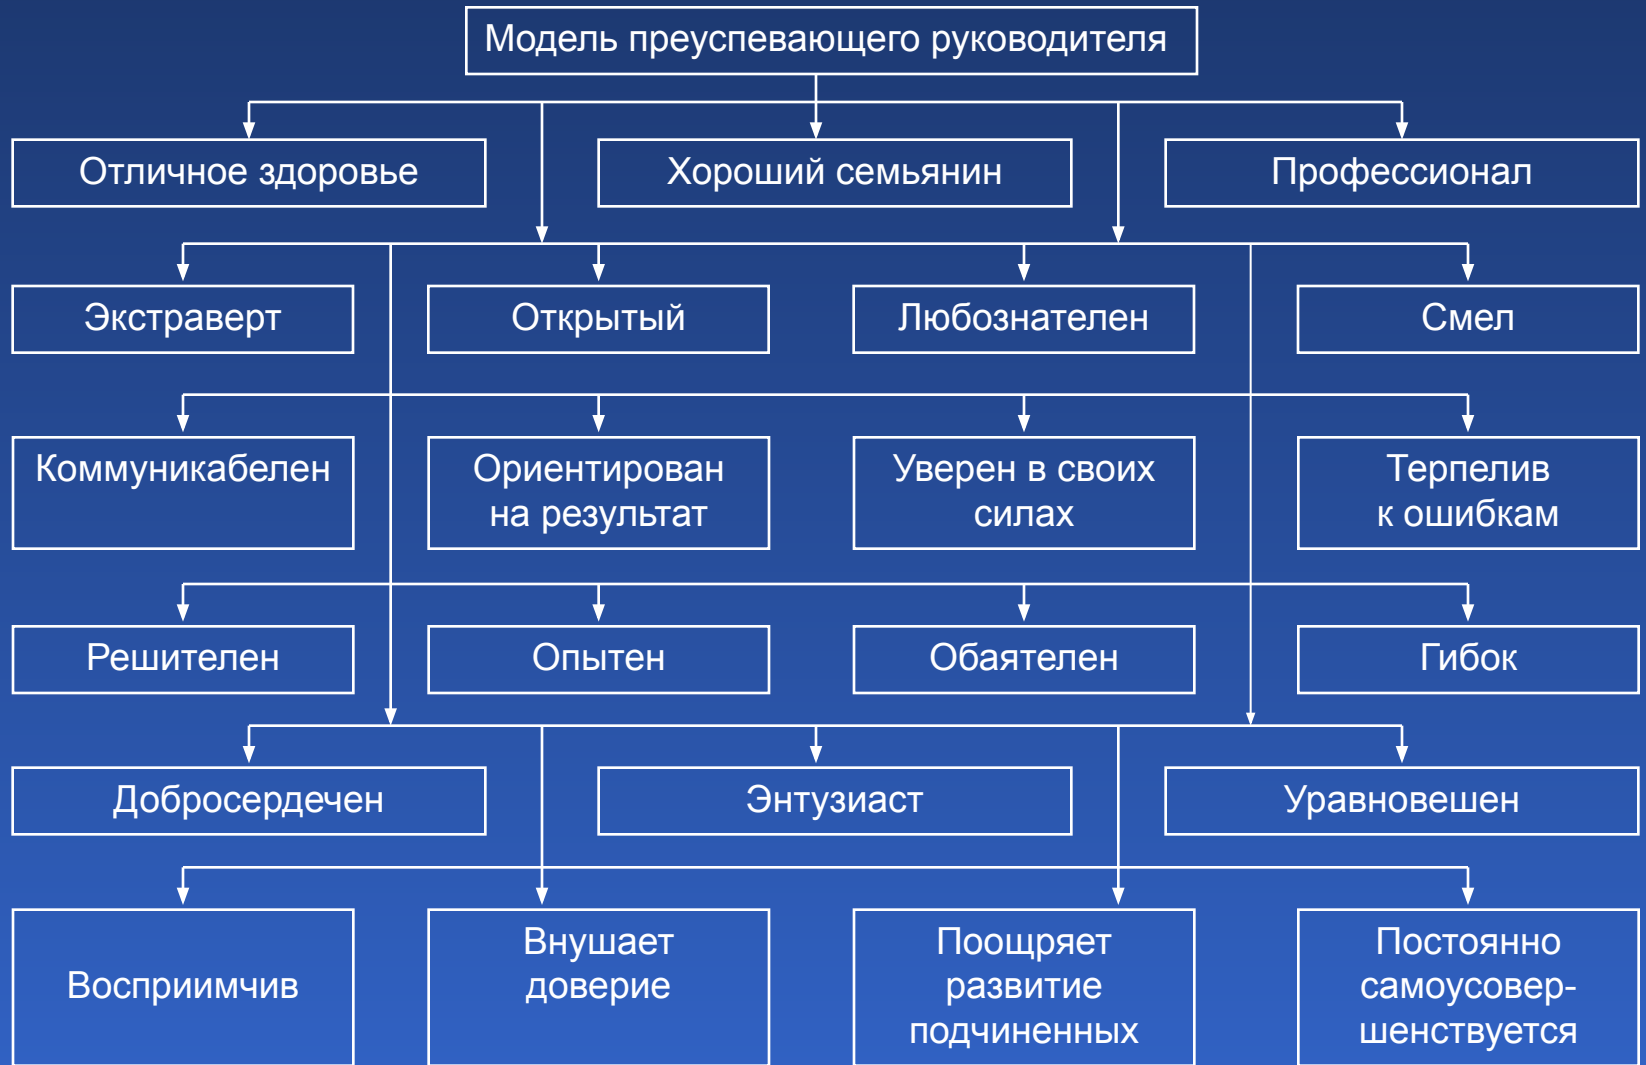 Модель преуспевающего руководителя
Отличное здоровье
Хороший семьянин
Профессионал
Экстраверт
Открытый
Любознателен
Смел
Коммуникабелен
Ориентирован
на результат
Уверен в своих
силах
Терпелив
к ошибкам
Решителен
Опытен
Обаятелен
Гибок
Добросердечен
Энтузиаст
Уравновешен
Восприимчив
Внушает
доверие
Поощряет
развитие
подчиненных
Постоянно
самоусовер-
шенствуется